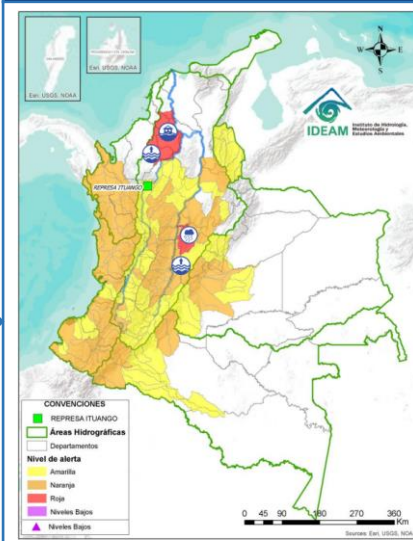 Esri, USGS, NOAA
Esri, USGS, NOAA
N
W
E
S
IDEAM
Instituto de Hidrología,
Meteorología y
Estudios Ambientales
REPRESA ITUANGO
CONVENCIONES
REPRESA ITUANGO
Áreas Hidrográficas
Departamentos
Nivel de alerta
Amarilla
Naranja
Roja
Niveles Bajos
Niveles Bajos
0 45 90 180 270 360
Km
Sources: Esri, USGS, NOAA